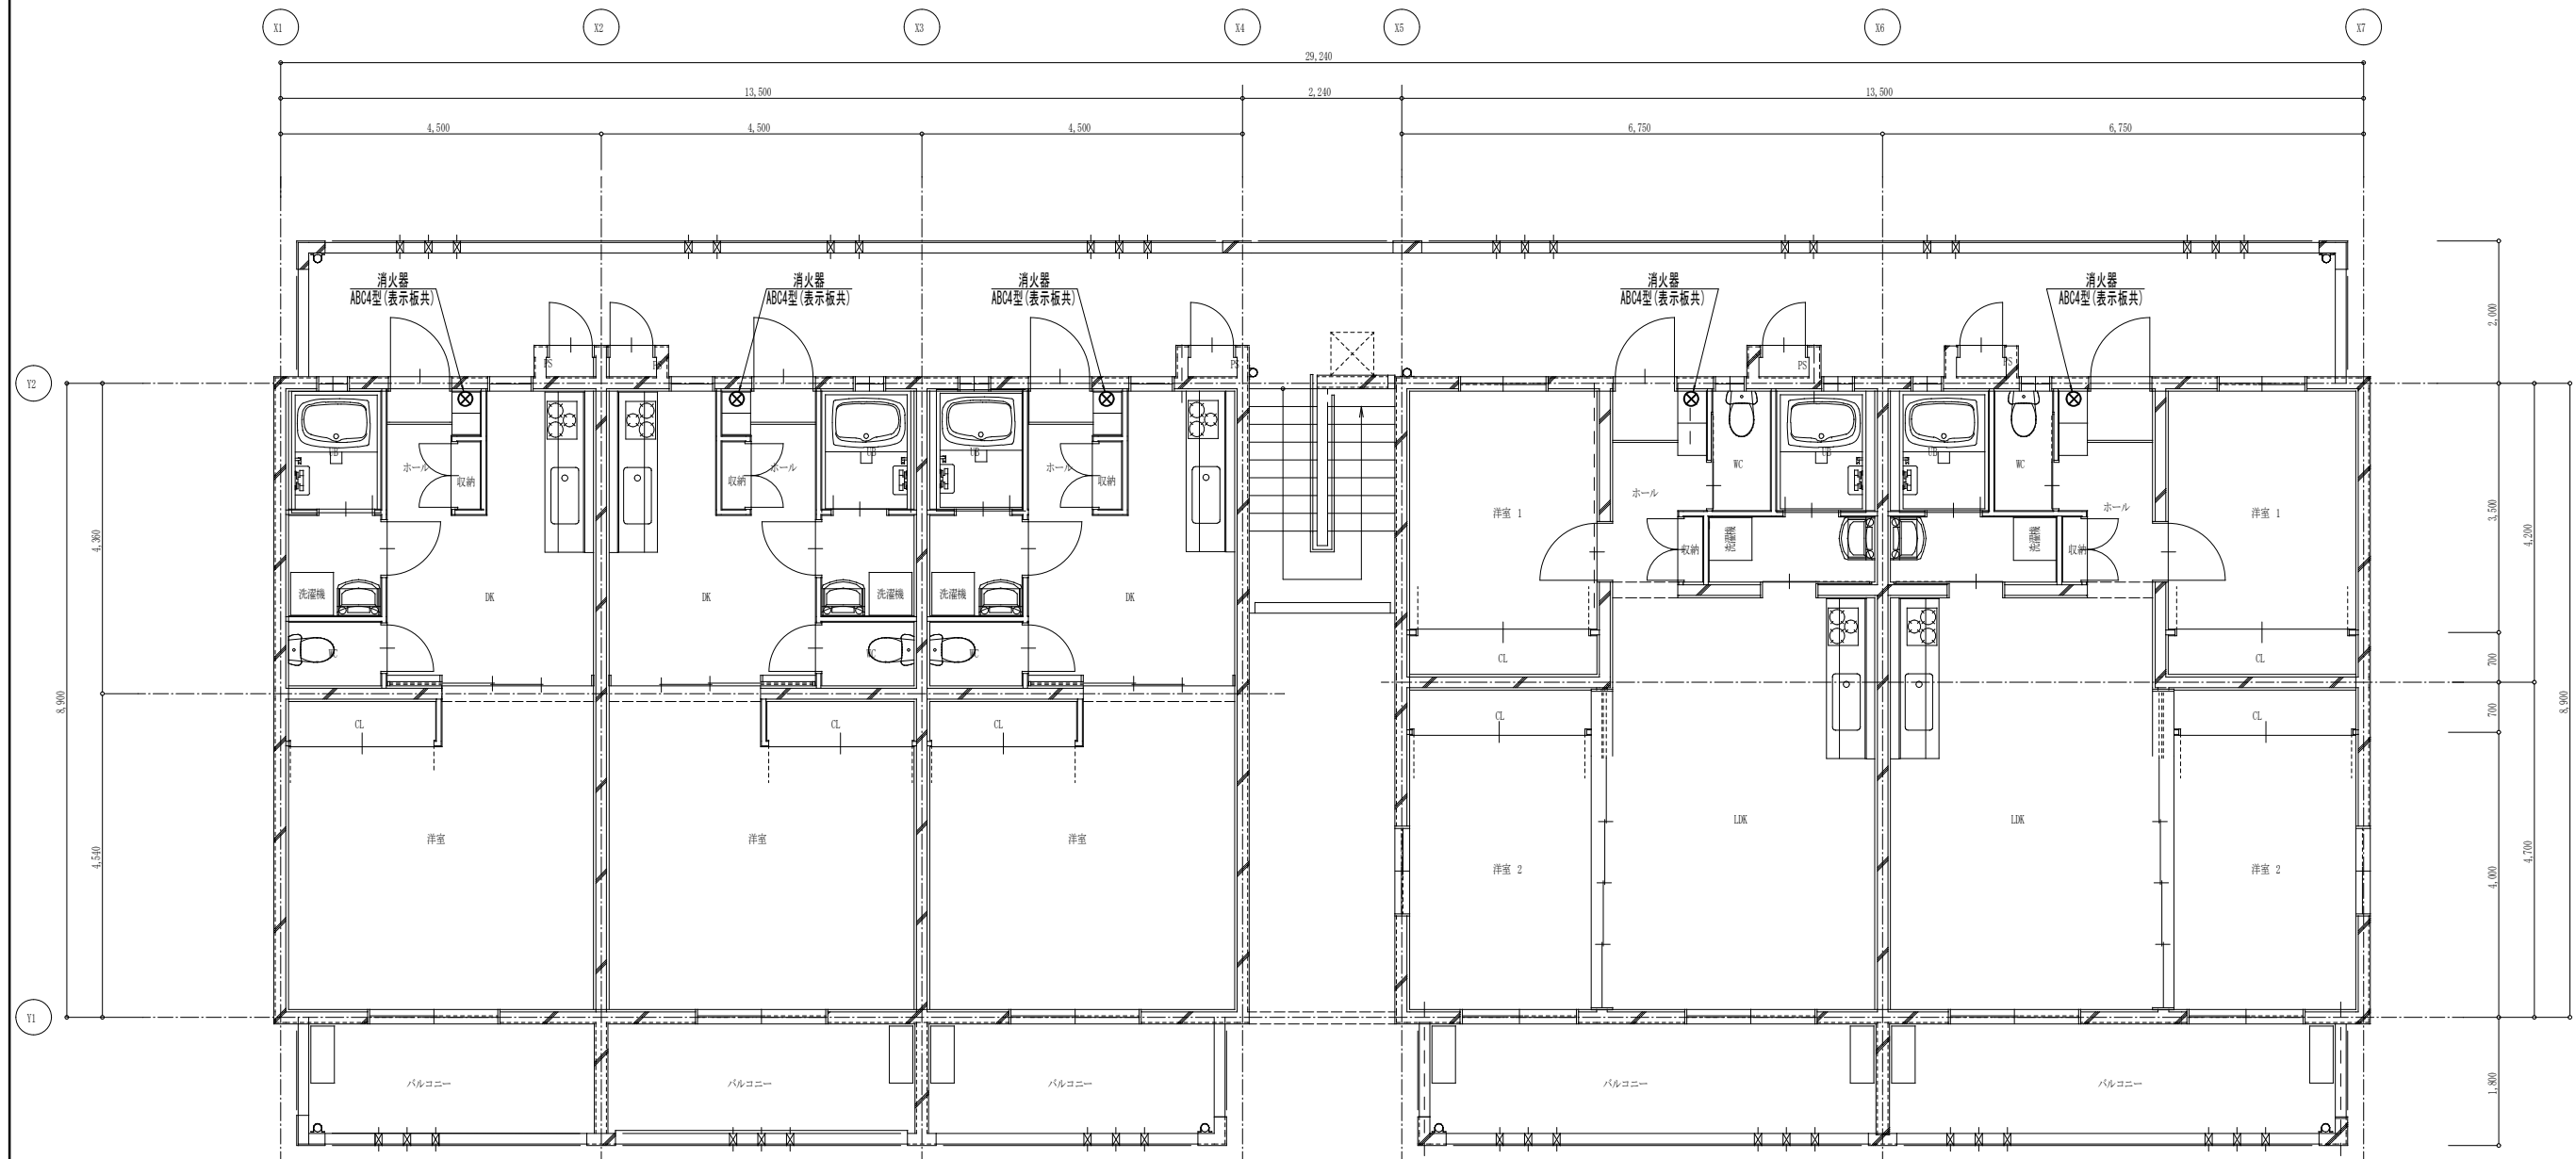 X1 X2 X3 X4 X5 X6 X7
29,240
13,500 2,240 13,500
4,500 4,500 4,500 6,750 6,750
消火器 消火器 消火器 消火器 消火器
ABC4型(表示板共) ABC4型(表示板共) ABC4型(表示板共) ABC4型(表示板共) ABC4型(表示板共)
2,000
PS PS PS PS PS
Y2
UB ホール 収納 収納 ホール UB UB ホール 収納 WC UB UB WC
ホール ホール
洋室 1 洋室 1
3,500
4,200
4,360
収納 洗濯機 洗濯機 収納
洗濯機 DK DK 洗濯機 洗濯機 DK
WC WC WC CL CL
700
8,900
8,900
700
CL CL CL CL CL
洋室 洋室 洋室 LDK LDK
4,540
4,700
洋室 2 洋室 2
4,000
Y1
バルコニー バルコニー バルコニー バルコニー バルコニー
1,800